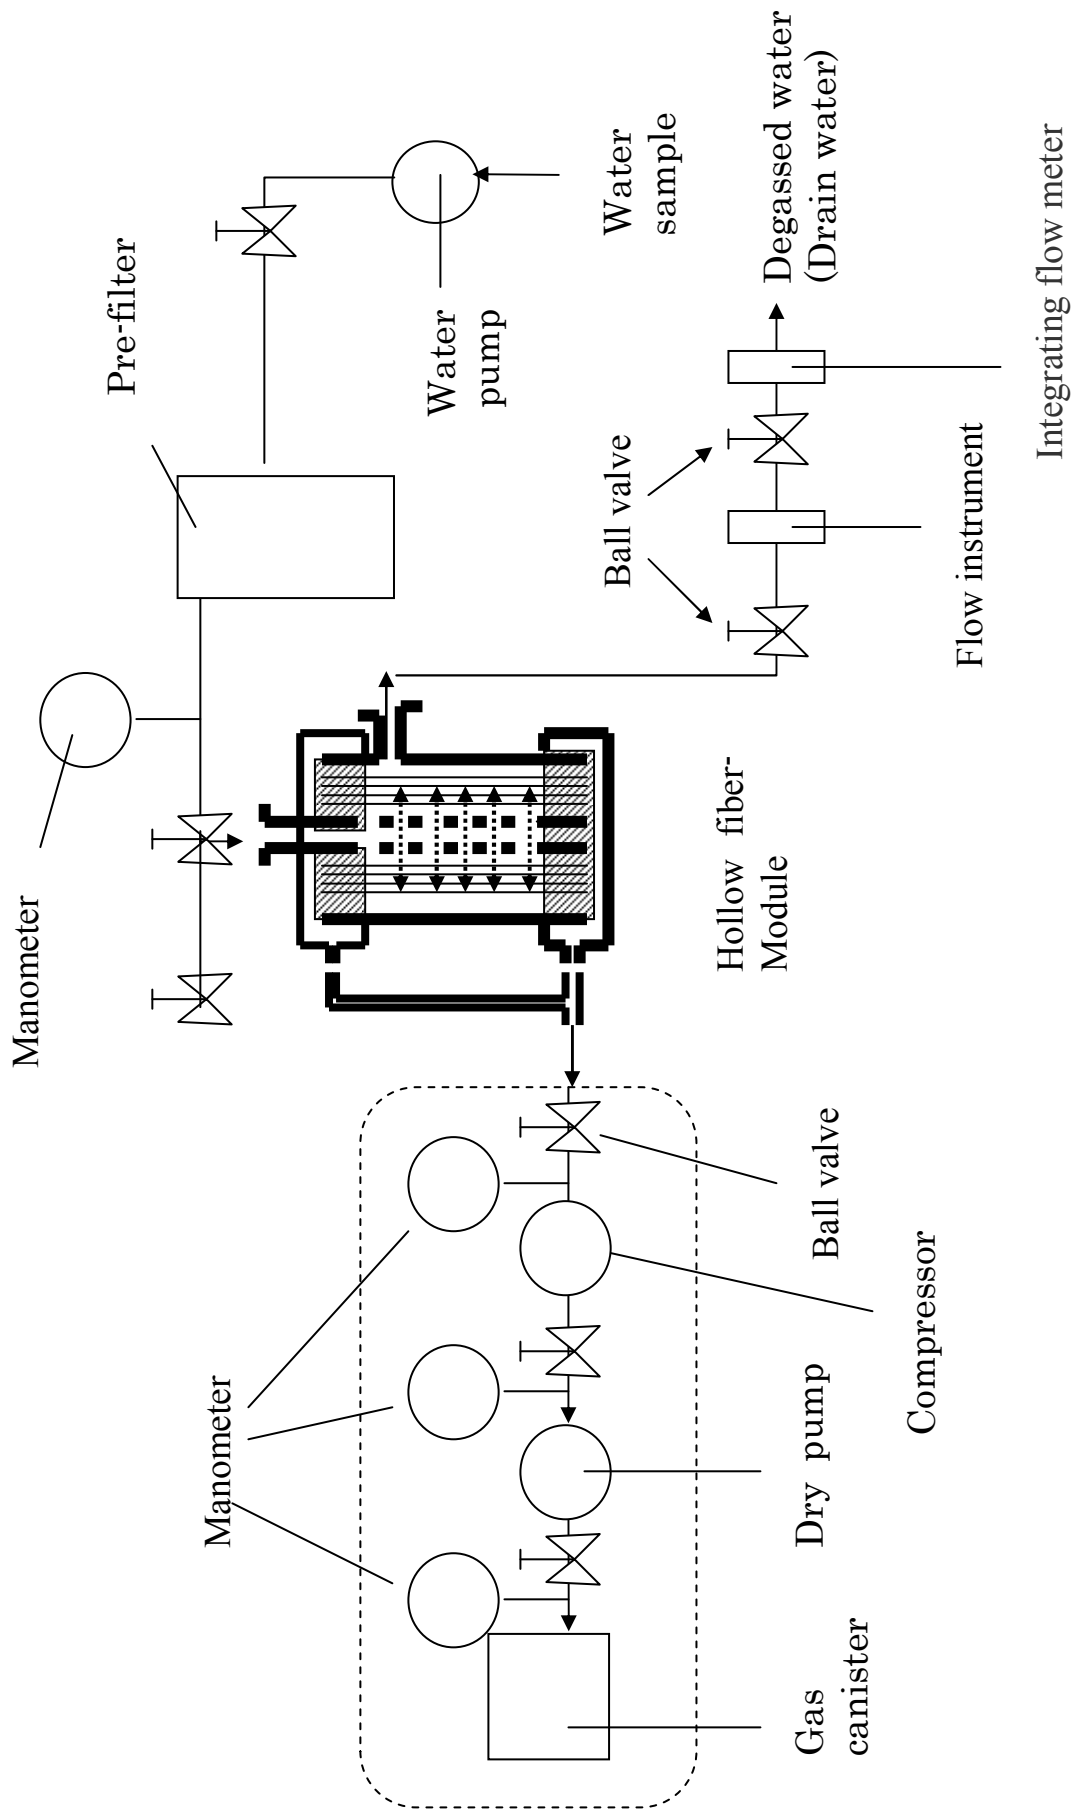 Manometer
Pre-filter
Manometer
Water
pump
Ball valve
Water
sample
Hollow fiber-
Module
Degassed water
(Drain water)
Gas
canister
Dry pump
Ball valve
Compressor
Flow instrument
Integrating flow meter